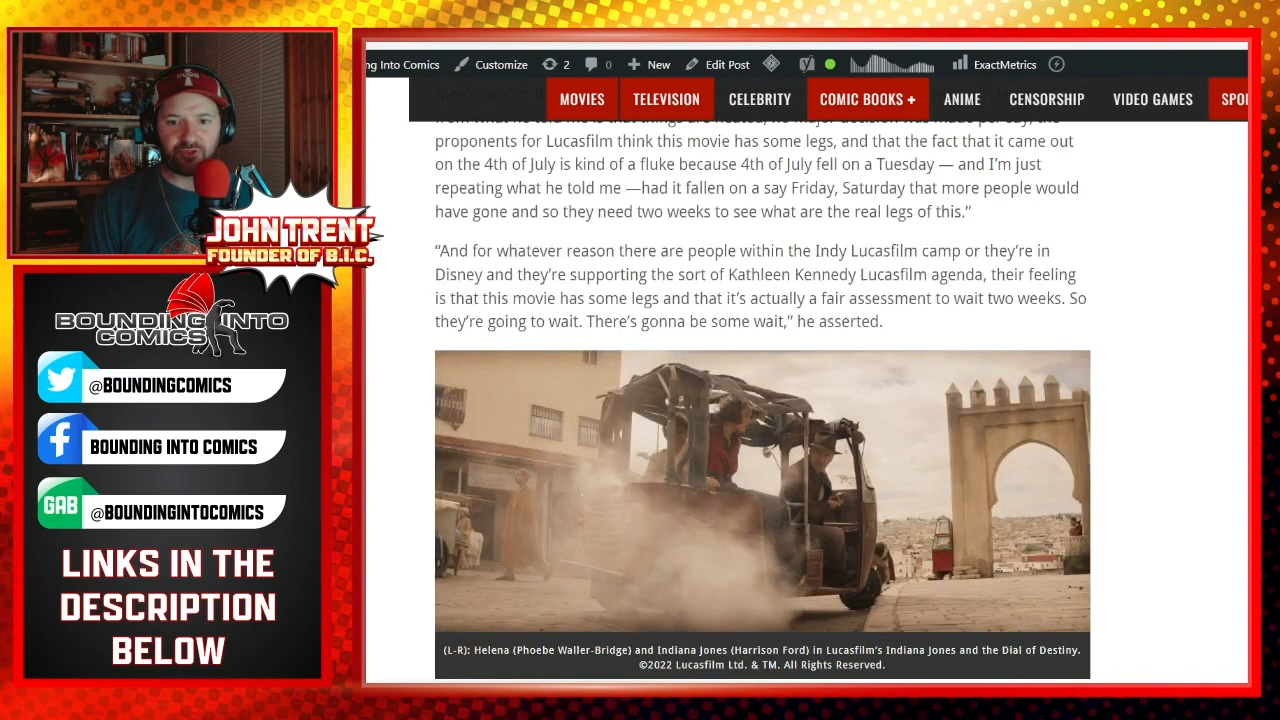 ng Into Comics Customize 2 0 New Edit Post ExactMetrics
MOVIES TELEVISION CELEBRITY COMIC BOOKS + ANIME CENSORSHIP VIDEO GAMES SPO
proponents for Lucasfilm think this movie has some legs, and that the fact that it came out
on the 4th of July is kind of a fluke because 4th of July fell on a Tuesday — and I’m just
repeating what he told me —had it fallen on a say Friday, Saturday that more people would
have gone and so they need two weeks to see what are the real legs of this.”
“And for whatever reason there are people within the Indy Lucasfilm camp or they’re in
Disney and they’re supporting the sort of Kathleen Kennedy Lucasfilm agenda, their feeling
is that this movie has some legs and that it’s actually a fair assessment to wait two weeks. So
they’re going to wait. There’s gonna be some wait,” he asserted.
(L-R): Helena (Phoebe Waller-Bridge) and Indiana Jones (Harrison Ford) in Lucasfilm’s Indiana Jones and the Dial of Destiny.
©2022 Lucasfilm Ltd. & TM. All Rights Reserved.
JOHN TRENT
FOUNDER OF B.I.C.
BOUNDING INTO
COMICS
@BOUNDINGCOMICS
BOUNDING INTO COMICS
GAB @BOUNDINGINTOCOMICS
LINKS IN THE
DESCRIPTION
BELOW